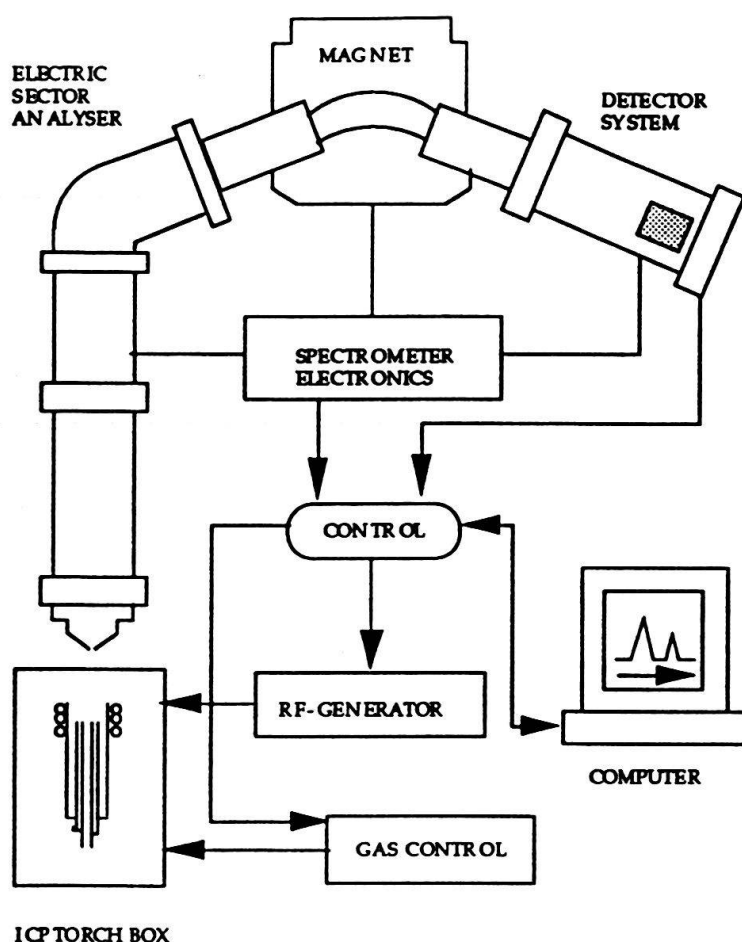 MAGNET
ELECTRIC
SECTOR
ANALYSER
DETECTOR
SYSTEM
SPECTROMETER
ELECTRONICS
CONTROL
RF-GENERATOR
COMPUTER
GAS CONTROL
ICP TORCH BOX